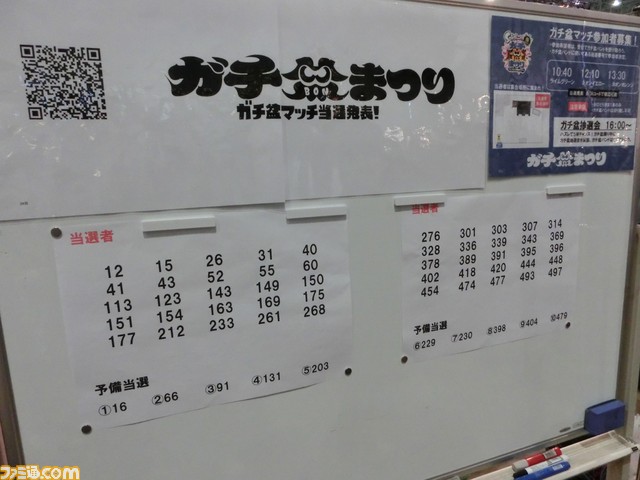 ガチ盆まつり
ガチ盆マッチ当選発表!
ガチ盆マッチ参加者募集!
10:40 12:10 13:30
ガチ盆抽選会 16:00~
ガチ盆まつり
当選者
12 15 26 31 40
41 43 52 55 60
113 123 143 149 150
151 154 163 169 175
177 212 233 261 268
予備当選
①16 ②66 ③91 ④131 ⑤203
当選者
276 301 303 307 314
328 336 339 343 369
378 389 391 395 396
402 418 420 444 448
454 474 477 493 497
予備当選
⑥229 ⑦230 ⑧398 ⑨404 ⑩479
ファミ通.com